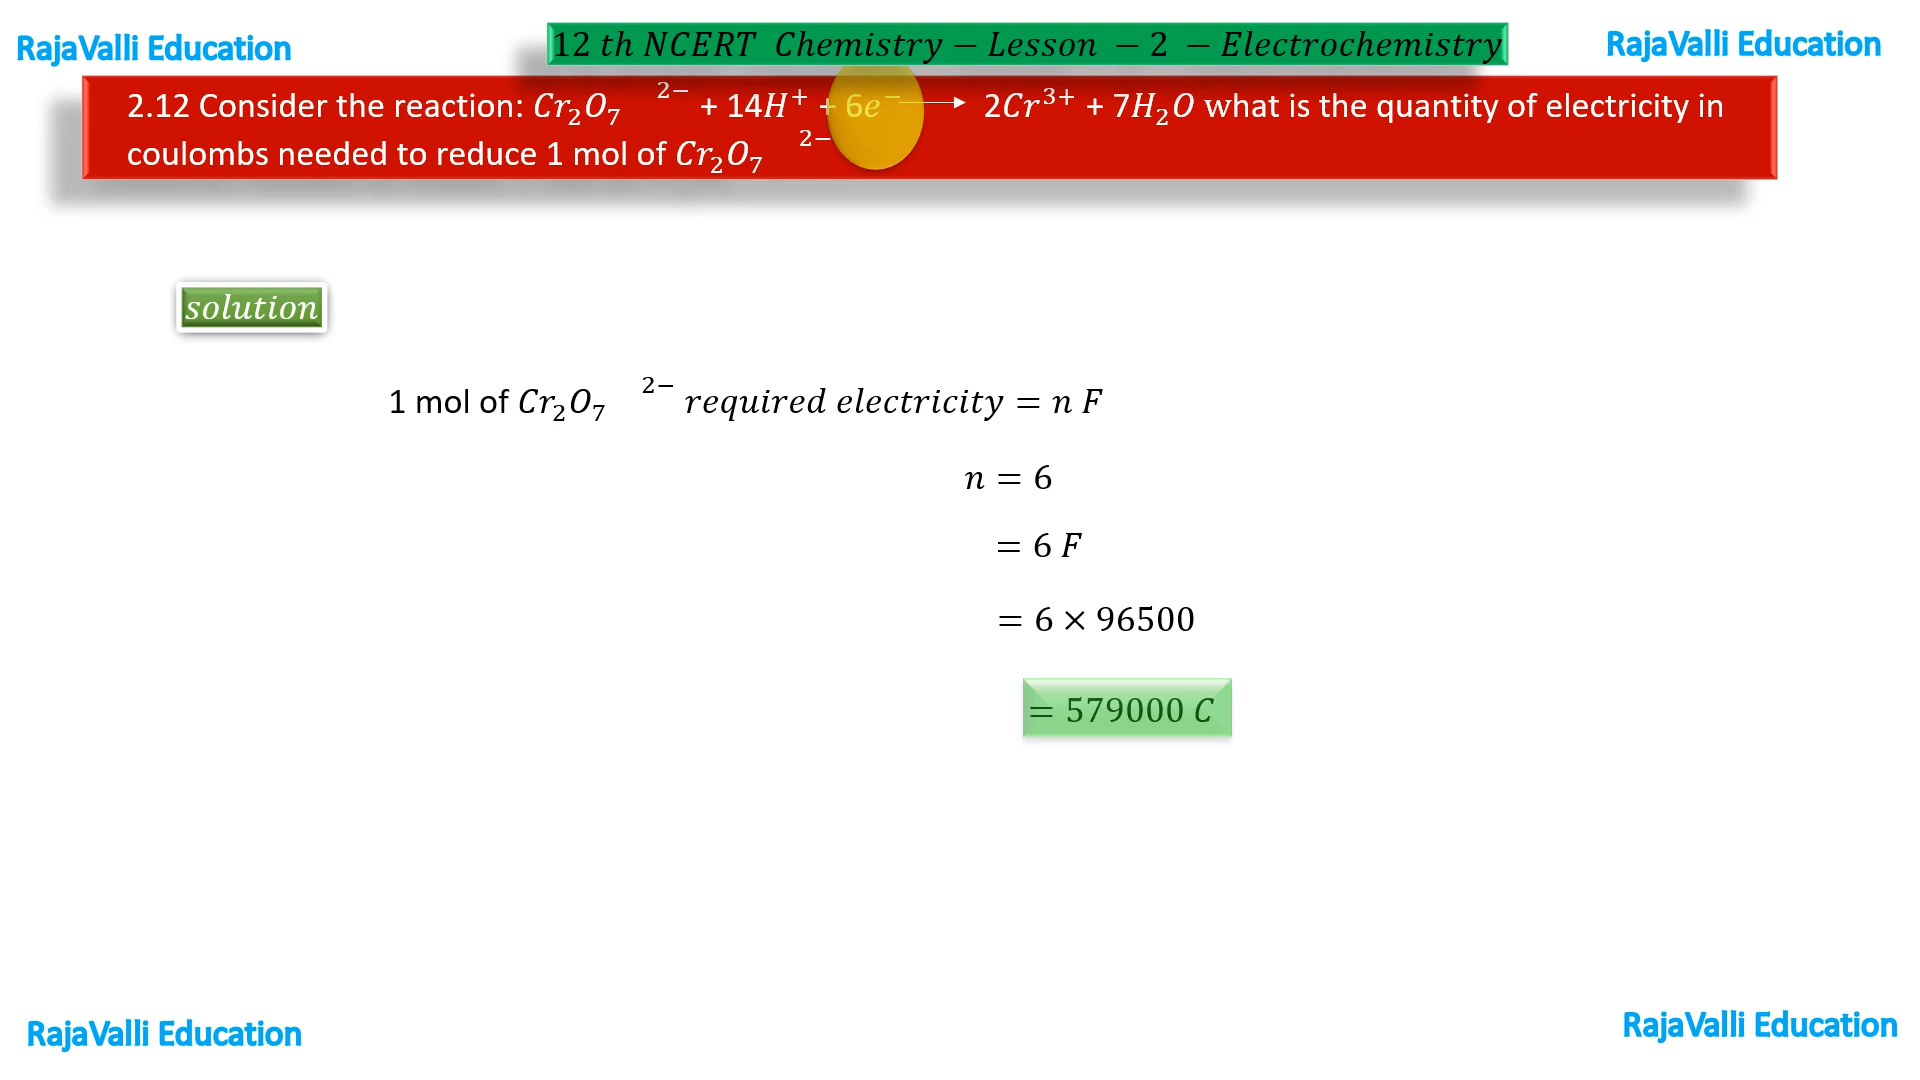 RajaValli Education
12 th NCERT Chemistry − Lesson − 2 − Electrochemistry
RajaValli Education
2.12 Consider the reaction: Cr₂O₇ ²⁻ + 14H⁺ + 6e⁻ ⟶ 2Cr³⁺ + 7H₂O what is the quantity of electricity in
coulombs needed to reduce 1 mol of Cr₂O₇ ²⁻
solution
1 mol of Cr₂O₇ ²⁻ required electricity = n F
n = 6
= 6 F
= 6 × 96500
= 579000 C
RajaValli Education
RajaValli Education